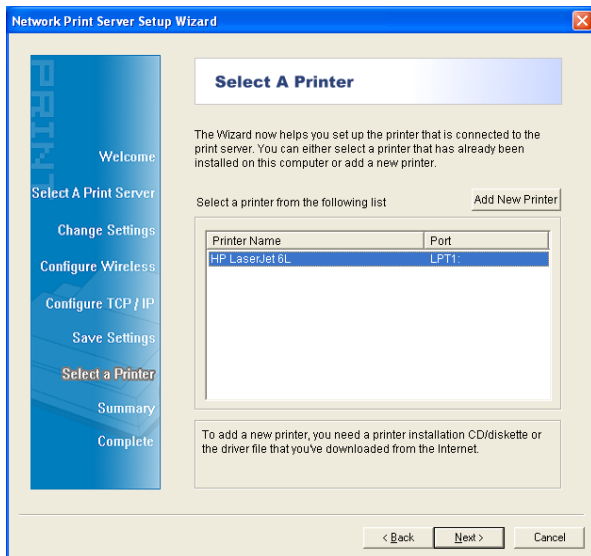 Network Print Server Setup Wizard
PRINT
Select A Printer
The Wizard now helps you set up the printer that is connected to the
print server. You can either select a printer that has already been
installed on this computer or add a new printer.
Welcome
Select A Print Server
Change Settings
Configure Wireless
Configure TCP / IP
Save Settings
Select a Printer
Summary
Complete
Select a printer from the following list
Add New Printer
Printer Name Port
HP LaserJet 6L LPT1:
To add a new printer, you need a printer installation CD/diskette or
the driver file that you've downloaded from the Internet.
< Back Next > Cancel